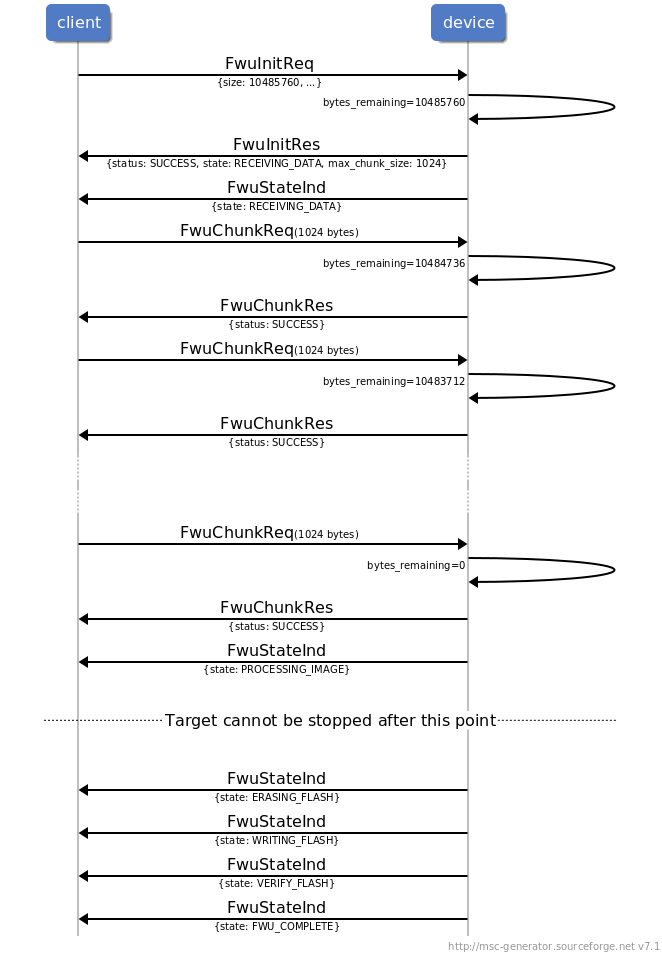 client device
FwuInitReq
{size: 10485760, ...}
bytes_remaining=10485760
FwuInitRes
{status: SUCCESS, state: RECEIVING_DATA, max_chunk_size: 1024}
FwuStateInd
{state: RECEIVING_DATA}
FwuChunkReq(1024 bytes)
bytes_remaining=10484736
FwuChunkRes
{status: SUCCESS}
FwuChunkReq(1024 bytes)
bytes_remaining=10483712
FwuChunkRes
{status: SUCCESS}
FwuChunkReq(1024 bytes)
bytes_remaining=0
FwuChunkRes
{status: SUCCESS}
FwuStateInd
{state: PROCESSING_IMAGE}
Target cannot be stopped after this point
FwuStateInd
{state: ERASING_FLASH}
FwuStateInd
{state: WRITING_FLASH}
FwuStateInd
{state: VERIFY_FLASH}
FwuStateInd
{state: FWU_COMPLETE}
http://msc-generator.sourceforge.net v7.1